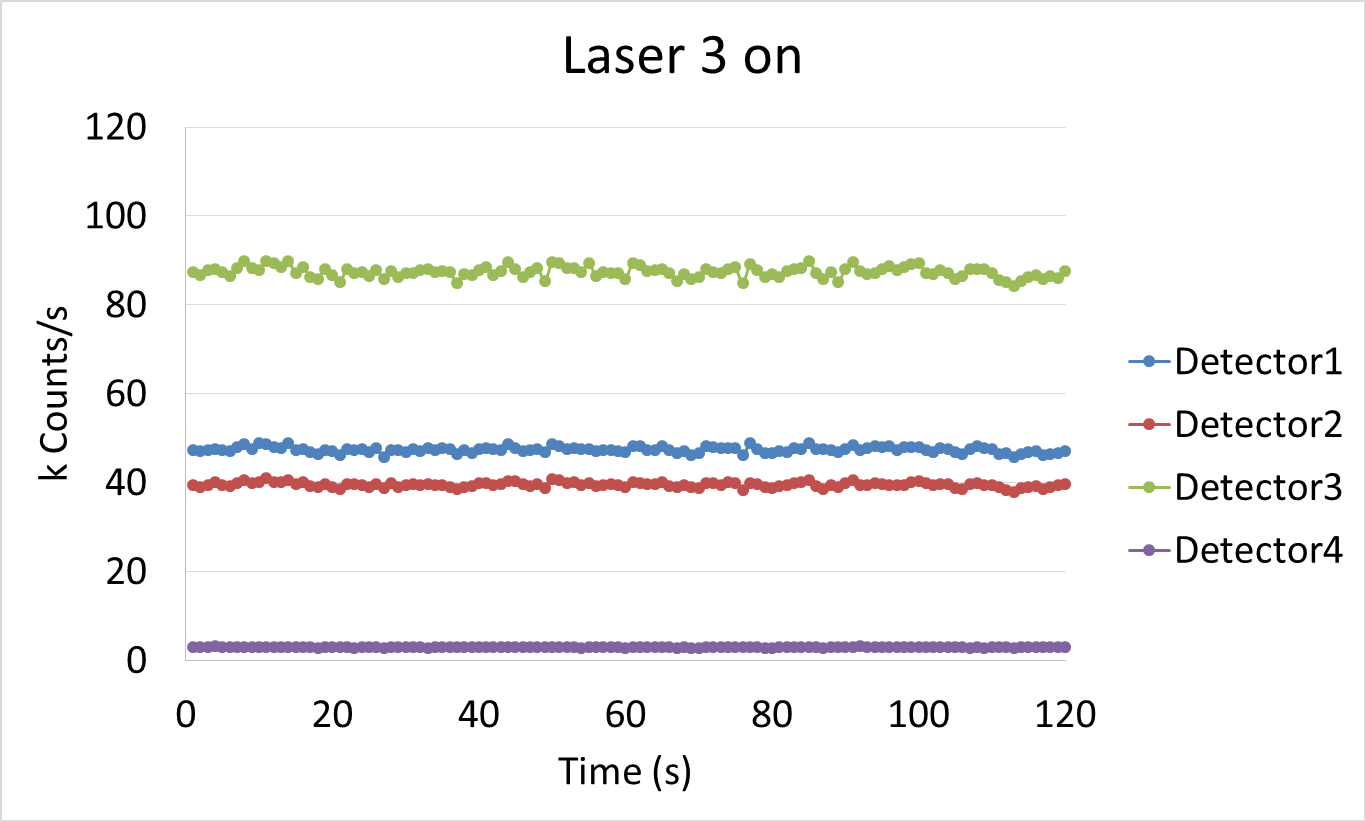 Laser 3 on
120
100
80
60
40
20
0
k Counts/s
0 20 40 60 80 100 120
Time (s)
Detector1
Detector2
Detector3
Detector4